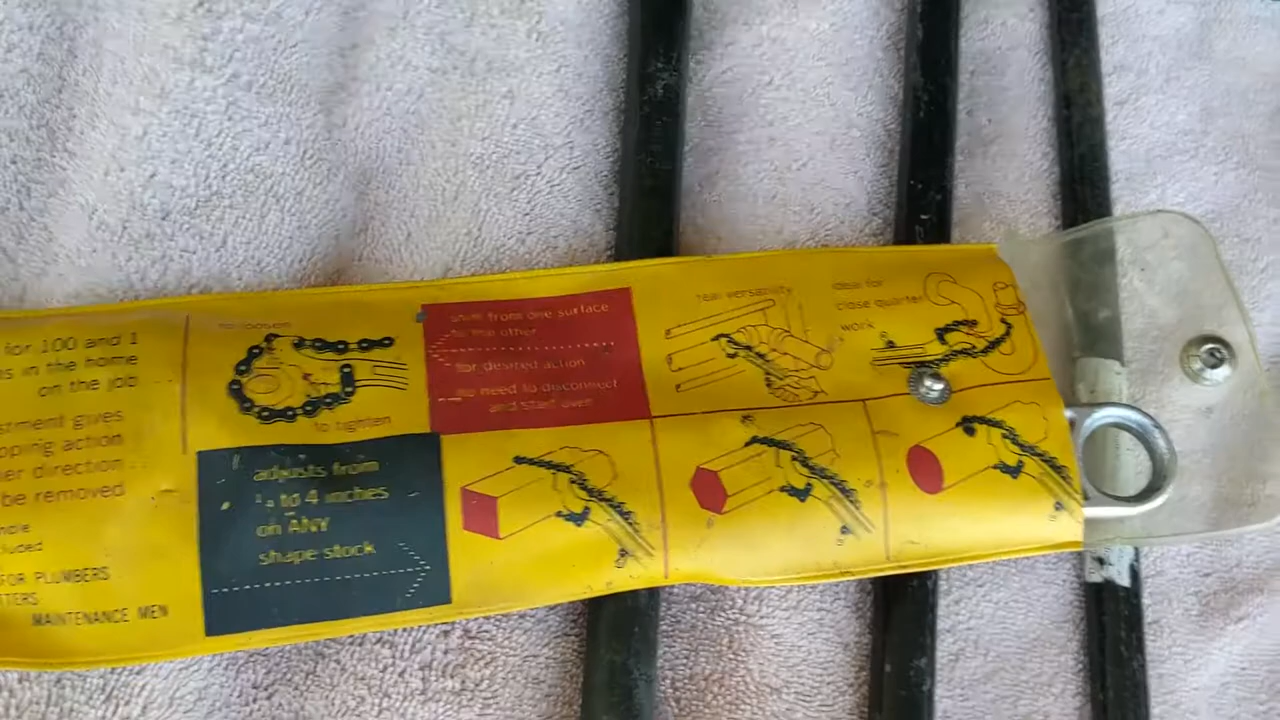 for 100 and 1
s in the home
on the job
stment gives
pping action
er direction
be removed
cluded
FOR PLUMBERS
TTERS
MAINTENANCE MEN
to loosen
to tighten
adjusts from
to 4 inches
on ANY
shape stock
shift from one surface
to the other
for desired action
no need to disconnect
and start over
real versatility
ideal for
close quarter
work